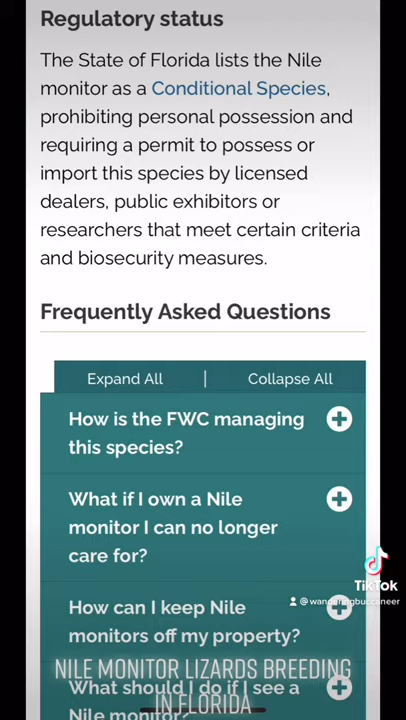 Regulatory status
The State of Florida lists the Nile
monitor as a Conditional Species,
prohibiting personal possession and
requiring a permit to possess or
import this species by licensed
dealers, public exhibitors or
researchers that meet certain criteria
and biosecurity measures.
Frequently Asked Questions
Expand All | Collapse All
How is the FWC managing
this species?
What if I own a Nile
monitor I can no longer
care for?
TikTok
@wanderingbuccaneer
How can I keep Nile
monitors off my property?
NILE MONITOR LIZARDS BREEDING
IN FLORIDA
What should I do if I see a
Nile monitor?